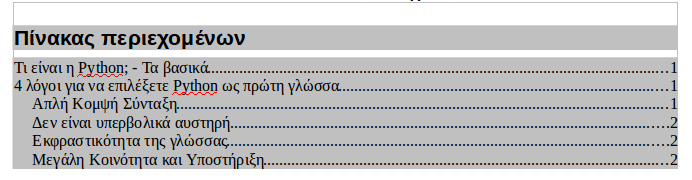 Πίνακας περιεχομένων
Τι είναι η Python; - Τα βασικά.....1
4 λόγοι για να επιλέξετε Python ως πρώτη γλώσσα.....1
Απλή Κομψή Σύνταξη.....1
Δεν είναι υπερβολικά αυστηρή.....2
Εκφραστικότητα της γλώσσας.....2
Μεγάλη Κοινότητα και Υποστήριξη.....2